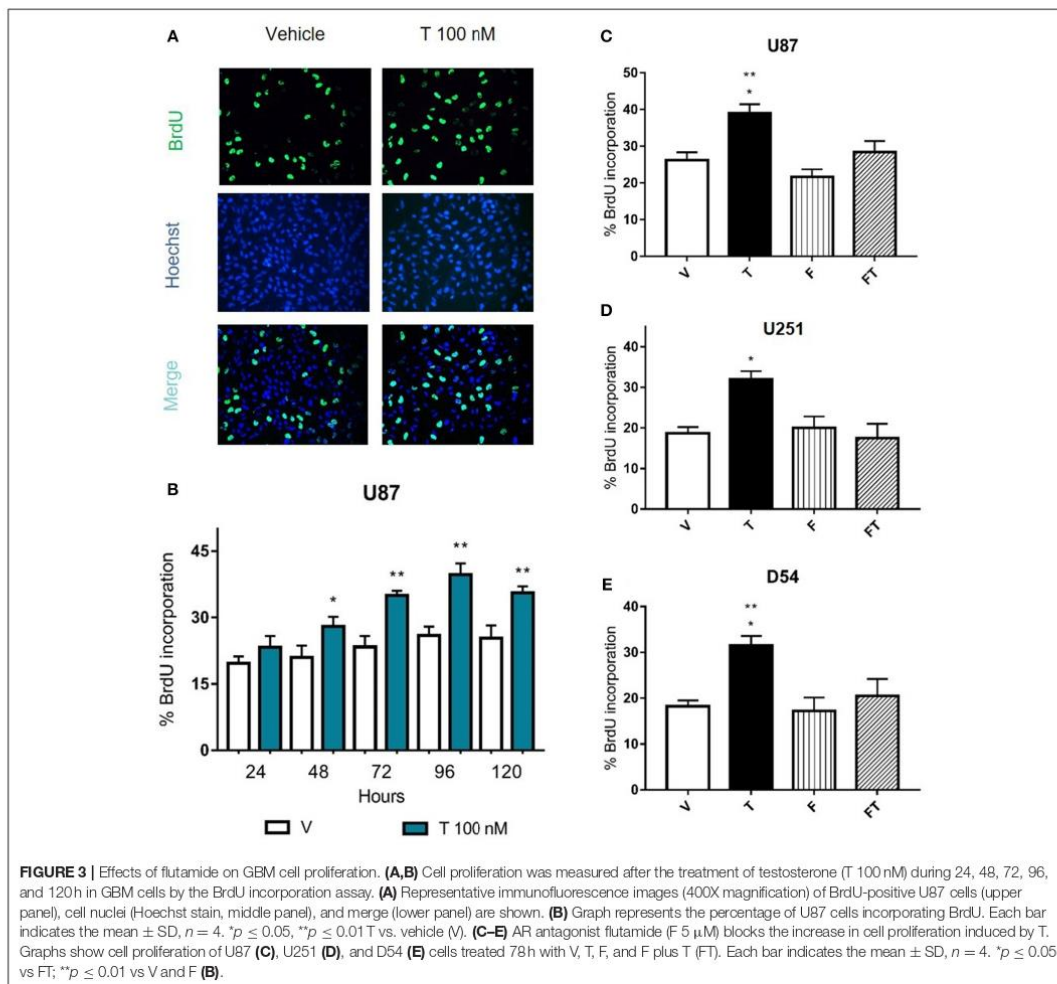 A
Vehicle
T 100 nM
BrdU
Hoechst
Merge
B
U87
% BrdU incorporation
45
30
15
0
24 48 72 96 120
Hours
V T 100 nM
* ** ** **
C
U87
% BrdU incorporation
50
40
30
20
10
0
**
*
V T F FT
D
U251
% BrdU incorporation
40
30
20
10
0
*
V T F FT
E
D54
% BrdU incorporation
40
30
20
10
0
**
*
V T F FT
FIGURE 3 | Effects of flutamide on GBM cell proliferation. (A,B) Cell proliferation was measured after the treatment of testosterone (T 100 nM) during 24, 48, 72, 96,
and 120 h in GBM cells by the BrdU incorporation assay. (A) Representative immunofluorescence images (400X magnification) of BrdU-positive U87 cells (upper
panel), cell nuclei (Hoechst stain, middle panel), and merge (lower panel) are shown. (B) Graph represents the percentage of U87 cells incorporating BrdU. Each bar
indicates the mean ± SD, n = 4. *p ≤ 0.05, **p ≤ 0.01 T vs. vehicle (V). (C–E) AR antagonist flutamide (F 5 μM) blocks the increase in cell proliferation induced by T.
Graphs show cell proliferation of U87 (C), U251 (D), and D54 (E) cells treated 78 h with V, T, F, and F plus T (FT). Each bar indicates the mean ± SD, n = 4. *p ≤ 0.05
vs FT; **p ≤ 0.01 vs V and F (B).